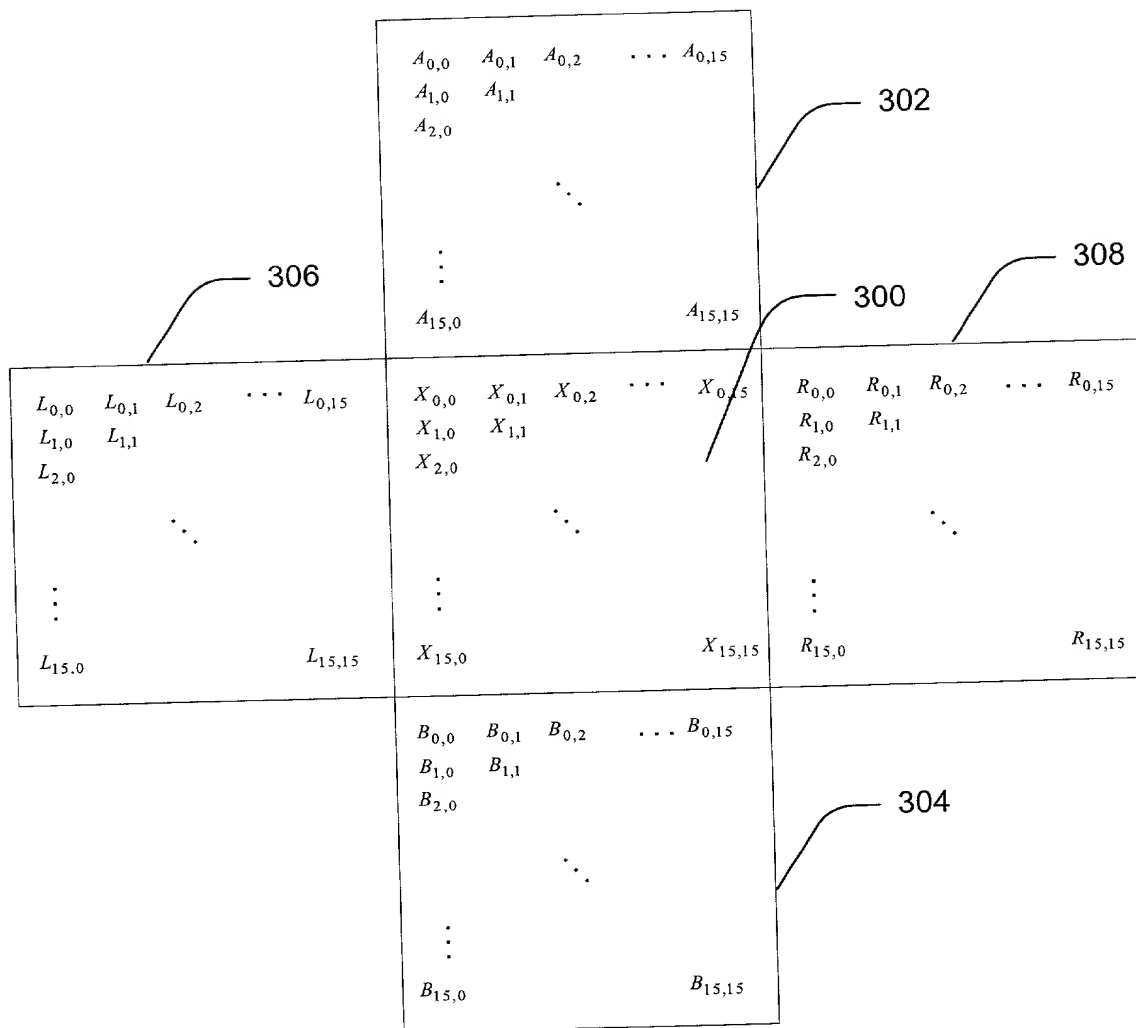 A0,0 A0,1 A0,2 ··· A0,15
A1,0 A1,1
A2,0
302
306
308
300
A15,0 A15,15
L0,0 L0,1 L0,2 ··· L0,15
L1,0 L1,1
L2,0
L15.0 L15,15
X0,0 X0,1 X0,2 ··· X0,15
X1,0 X1,1
X2,0
X15,0 X15,15
R0,0 R0,1 R0,2 ··· R0,15
R1,0 R1,1
R2,0
R15,0 R15,15
B0,0 B0,1 B0,2 ··· B0,15
B1,0 B1,1
B2,0
304
B15,0 B15,15